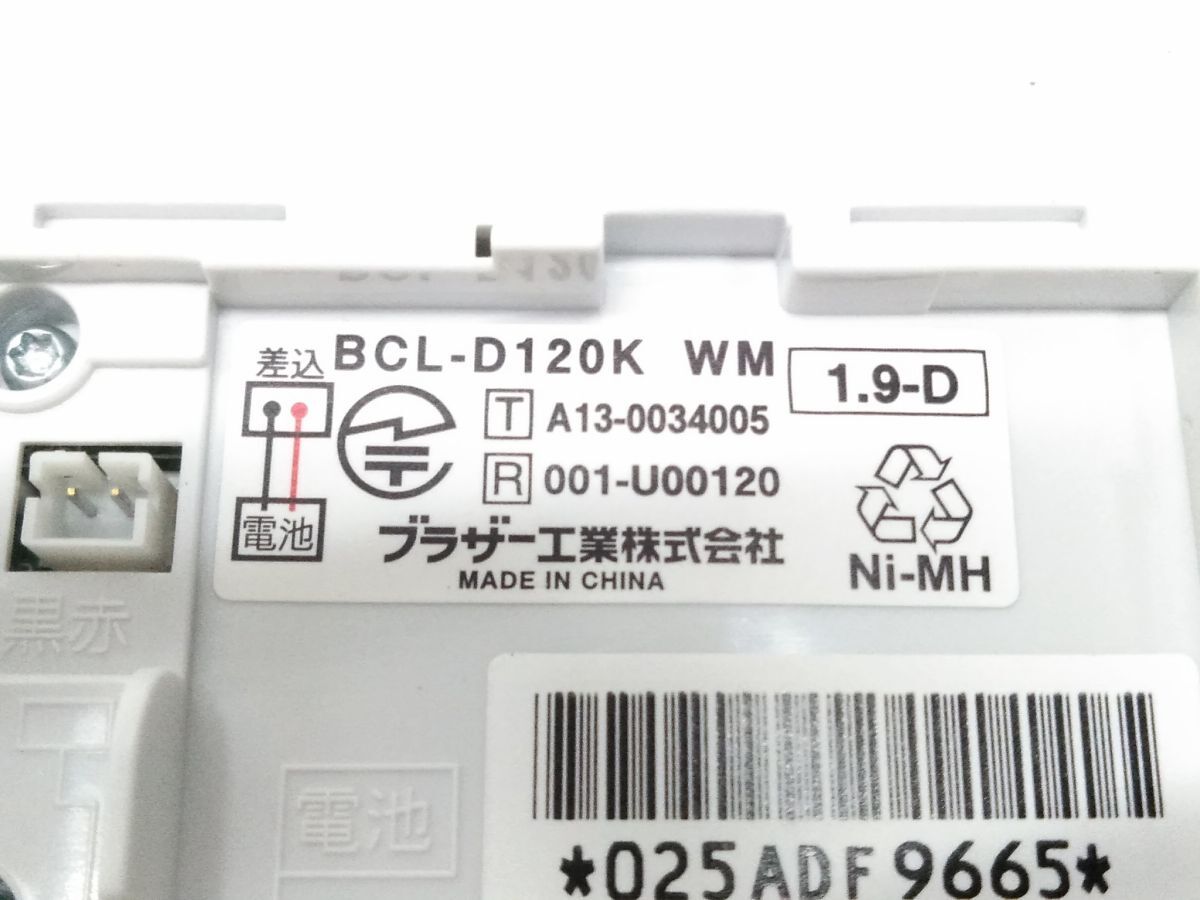 差込
BCL-D120K WM
1.9-D
T A13-0034005
R 001-U00120
電池
ブラザー工業株式会社
MADE IN CHINA
Ni-MH
黒赤
電池
*025ADF9665*